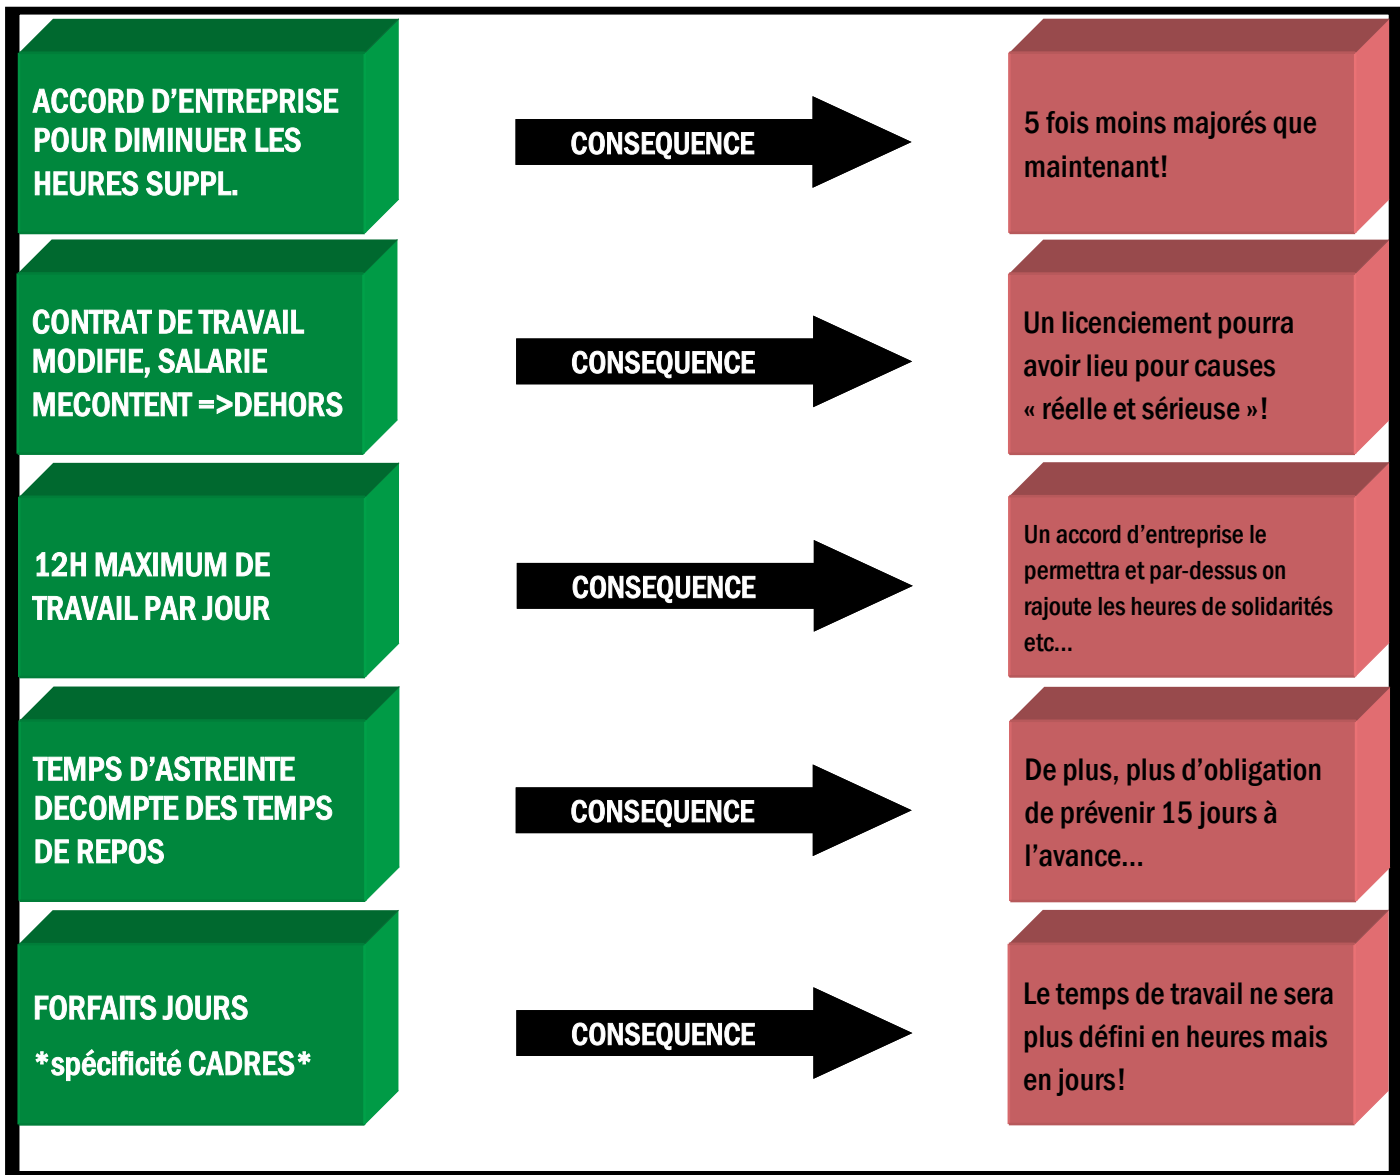 ACCORD D’ENTREPRISE
POUR DIMINUER LES
HEURES SUPPL.
CONSEQUENCE
5 fois moins majorés que
maintenant!
CONTRAT DE TRAVAIL
MODIFIE, SALARIE
MECONTENT =>DEHORS
CONSEQUENCE
Un licenciement pourra
avoir lieu pour causes
« réelle et sérieuse »!
12H MAXIMUM DE
TRAVAIL PAR JOUR
CONSEQUENCE
Un accord d’entreprise le
permettra et par-dessus on
rajoute les heures de solidarités
etc...
TEMPS D’ASTREINTE
DECOMPTE DES TEMPS
DE REPOS
CONSEQUENCE
De plus, plus d’obligation
de prévenir 15 jours à
l’avance...
FORFAITS JOURS
*spécificité CADRES*
CONSEQUENCE
Le temps de travail ne sera
plus défini en heures mais
en jours!